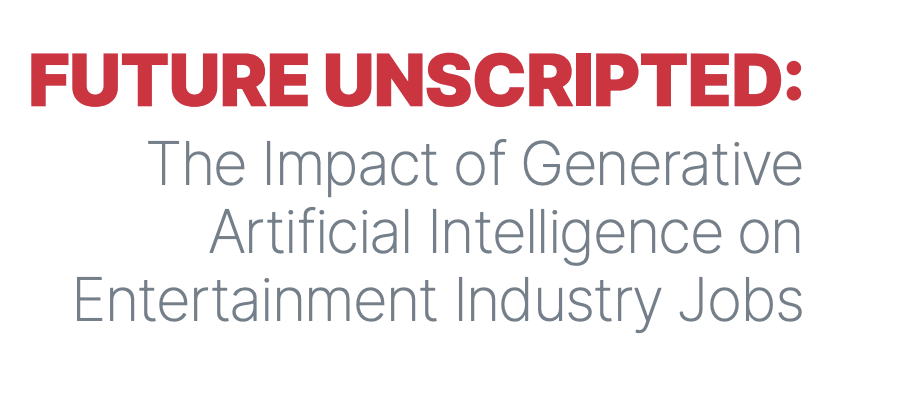 FUTURE UNSCRIPTED:
The Impact of Generative
Artificial Intelligence on
Entertainment Industry Jobs